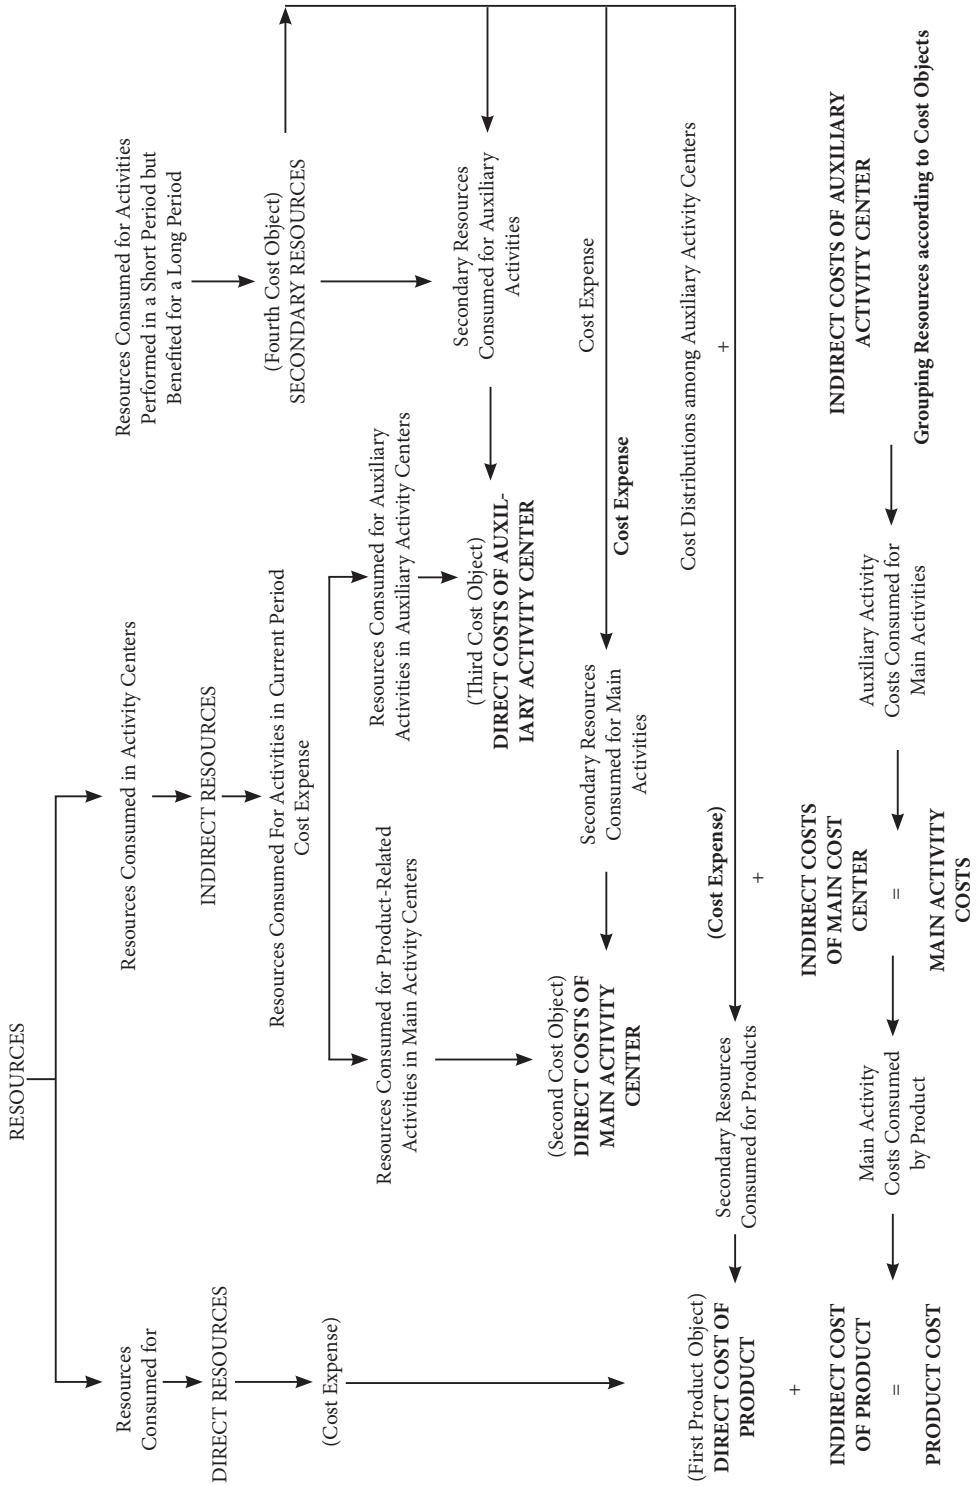 RESOURCES
Resources
Consumed for
DIRECT RESOURCES
(Cost Expense)
Resources Consumed in Activity Centers
INDIRECT RESOURCES
Resources Consumed For Activities in Current Period
Cost Expense
Resources Consumed for Activities
Performed in a Short Period but
Benefited for a Long Period
(Fourth Cost Object)
SECONDARY RESOURCES
Resources Consumed for Product-Related
Activities in Main Activity Centers
Resources Consumed for Auxiliary
Activities in Auxiliary Activity Centers
Secondary Resources
Consumed for Auxiliary
Activities
(Third Cost Object)
DIRECT COSTS OF AUXIL-
IARY ACTIVITY CENTER
(Second Cost Object)
DIRECT COSTS OF
MAIN ACTIVITY
CENTER
Secondary Resources
Consumed for Main
Activities
Cost Expense
Cost Expense
(First Product Object)
DIRECT COST OF
PRODUCT
Secondary Resources
Consumed for Products
(Cost Expense)
Cost Distributions among Auxiliary Activity Centers
+
+
+
INDIRECT COST
OF PRODUCT
=
PRODUCT COST
Main Activity
Costs Consumed
by Product
INDIRECT COSTS
OF MAIN COST
CENTER
=
MAIN ACTIVITY
COSTS
Auxiliary Activity
Costs Consumed for
Main Activities
INDIRECT COSTS OF AUXILIARY
ACTIVITY CENTER
Grouping Resources according to Cost Objects